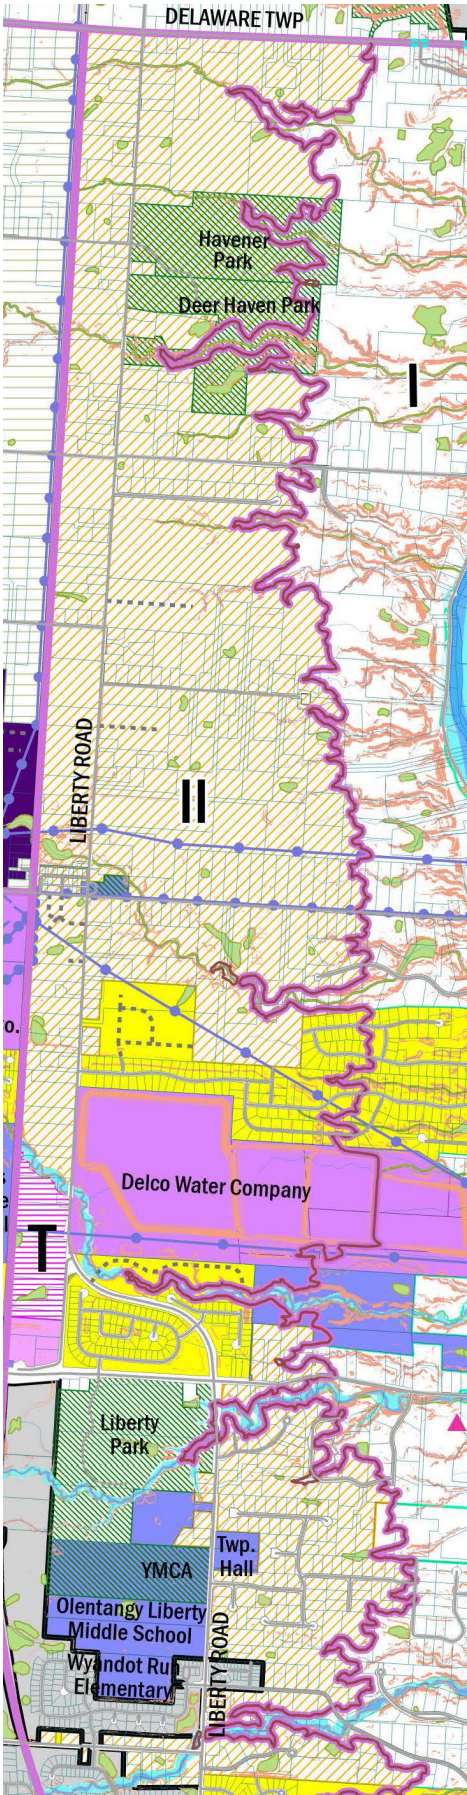 DELAWARE TWP
Havener
Park
Deer Haven Park
I
LIBERTY ROAD
II
o.
Delco Water Company
e
l
T
Liberty
Park
YMCA
Twp.
Hall
Olentangy Liberty
Middle School
Wyandot Ru
Elementary
LIBERTY ROAD